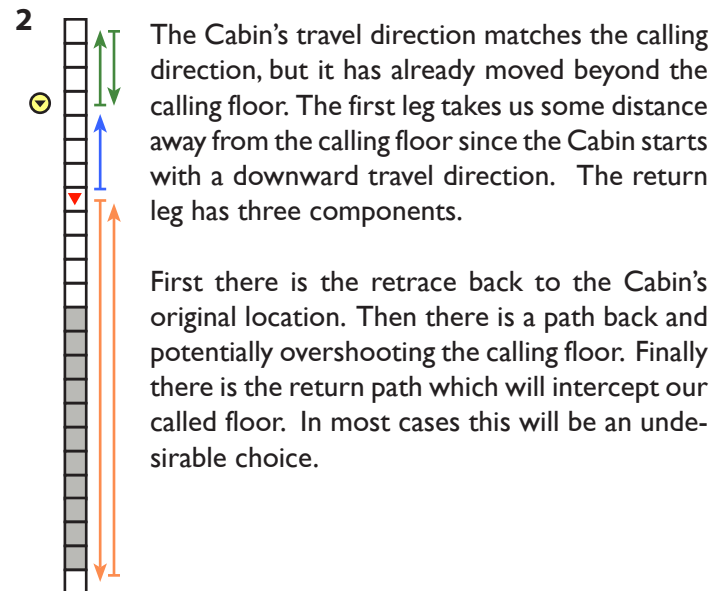 2
The Cabin’s travel direction matches the calling
direction, but it has already moved beyond the
calling floor. The first leg takes us some distance
away from the calling floor since the Cabin starts
with a downward travel direction. The return
leg has three components.
First there is the retrace back to the Cabin’s
original location. Then there is a path back and
potentially overshooting the calling floor. Finally
there is the return path which will intercept our
called floor. In most cases this will be an unde-
sirable choice.